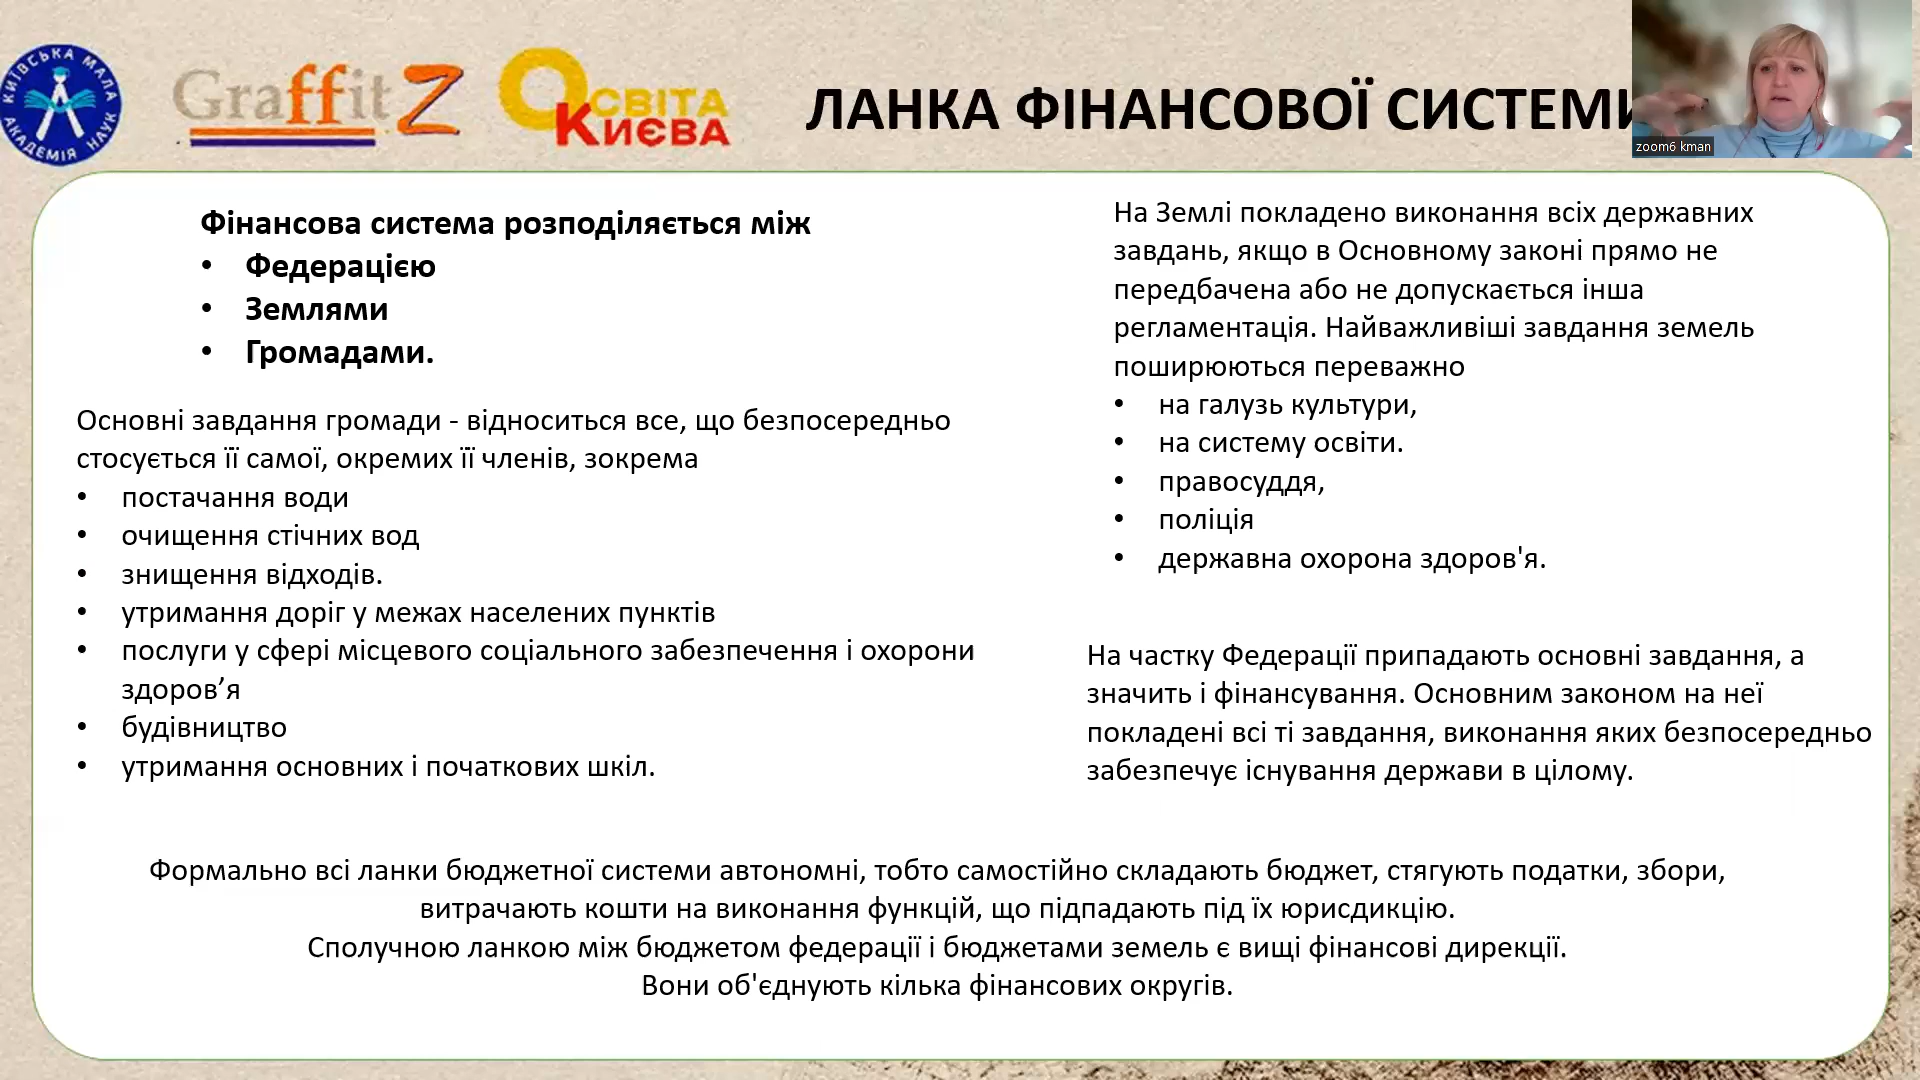 КИЇВСЬКА МАЛА АКАДЕМІЯ НАУК
Graffit Z
ОСВІТА
КИЄВА
ЛАНКА ФІНАНСОВОЇ СИСТЕМИ
zoom6 kman
Фінансова система розподіляється між
• Федерацією
• Землями
• Громадами.
Основні завдання громади - відноситься все, що безпосередньо
стосується її самої, окремих її членів, зокрема
• постачання води
• очищення стічних вод
• знищення відходів.
• утримання доріг у межах населених пунктів
• послуги у сфері місцевого соціального забезпечення і охорони
здоров’я
• будівництво
• утримання основних і початкових шкіл.
На Землі покладено виконання всіх державних
завдань, якщо в Основному законі прямо не
передбачена або не допускається інша
регламентація. Найважливіші завдання земель
поширюються переважно
• на галузь культури,
• на систему освіти.
• правосуддя,
• поліція
• державна охорона здоров'я.
На частку Федерації припадають основні завдання, а
значить і фінансування. Основним законом на неї
покладені всі ті завдання, виконання яких безпосередньо
забезпечує існування держави в цілому.
Формально всі ланки бюджетної системи автономні, тобто самостійно складають бюджет, стягують податки, збори,
витрачають кошти на виконання функцій, що підпадають під їх юрисдикцію.
Сполучною ланкою між бюджетом федерації і бюджетами земель є вищі фінансові дирекції.
Вони об'єднують кілька фінансових округів.